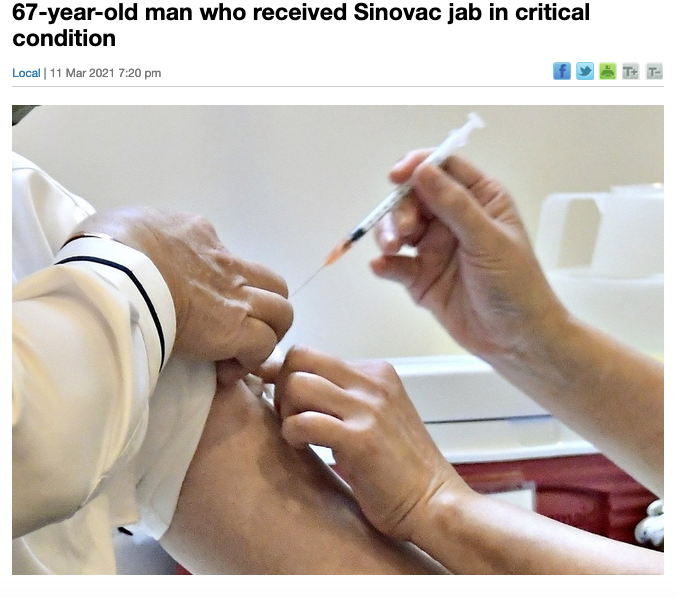 67-year-old man who received Sinovac jab in critical
condition
Local | 11 Mar 2021 7:20 pm
f T+ T-